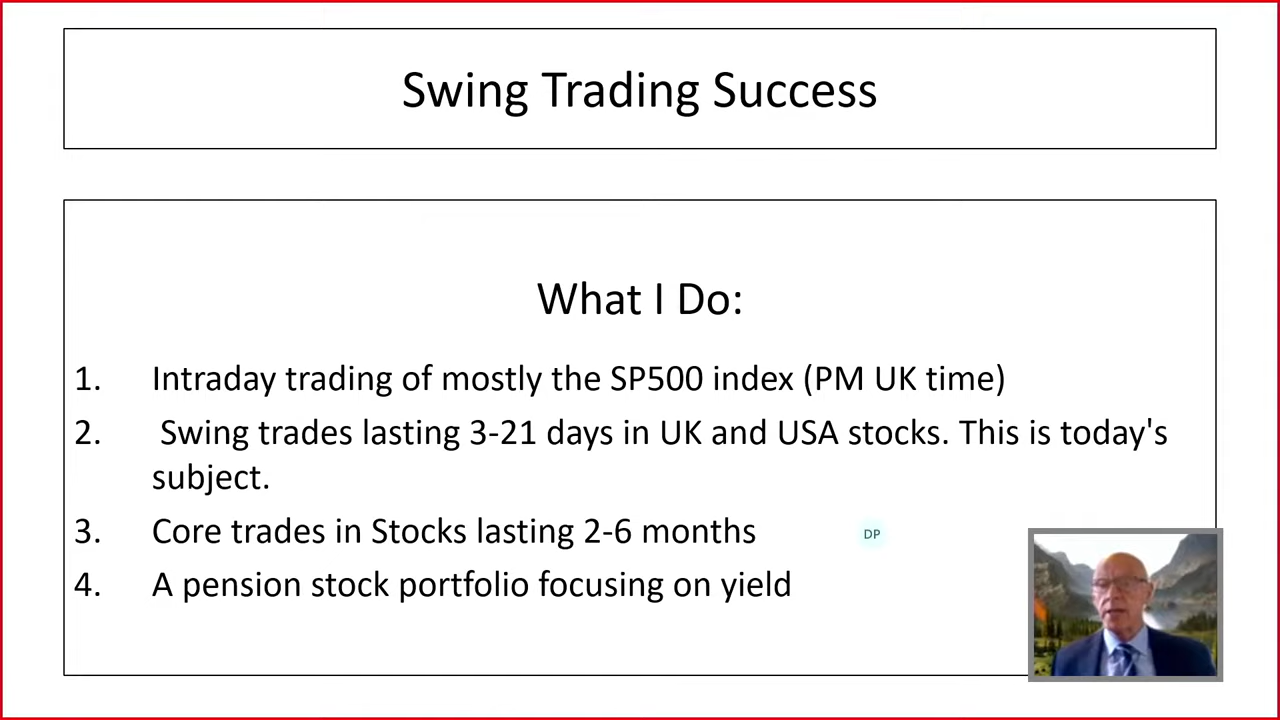 Swing Trading Success
What I Do:
1. Intraday trading of mostly the SP500 index (PM UK time)
2. Swing trades lasting 3-21 days in UK and USA stocks. This is today's
subject.
3. Core trades in Stocks lasting 2-6 months
DP
4. A pension stock portfolio focusing on yield